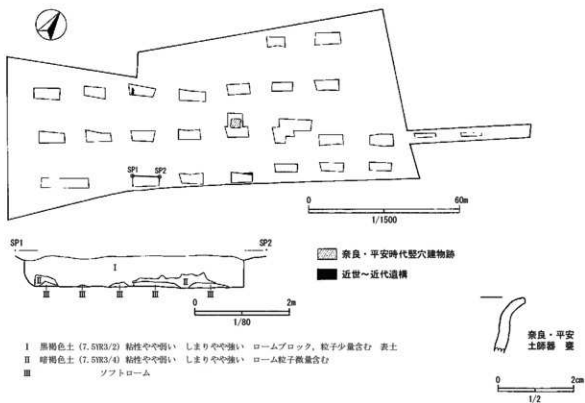 SP1 SP2
0 60m
1/1500
SP1 SP2
I
II II
III III III III III
0 2m
1/80
奈良・平安時代竪穴建物跡
近世～近代遺構
I 黒褐色土 (7.5YR3/2) 粘性やや弱い しまりやや強い ロームブロック、粒子少量含む 表土
II 暗褐色土 (7.5YR3/4) 粘性やや弱い しまりやや強い ローム粒子微量含む
III ソフトローム
奈良・平安
土師器 甕
0 2cm
1/2